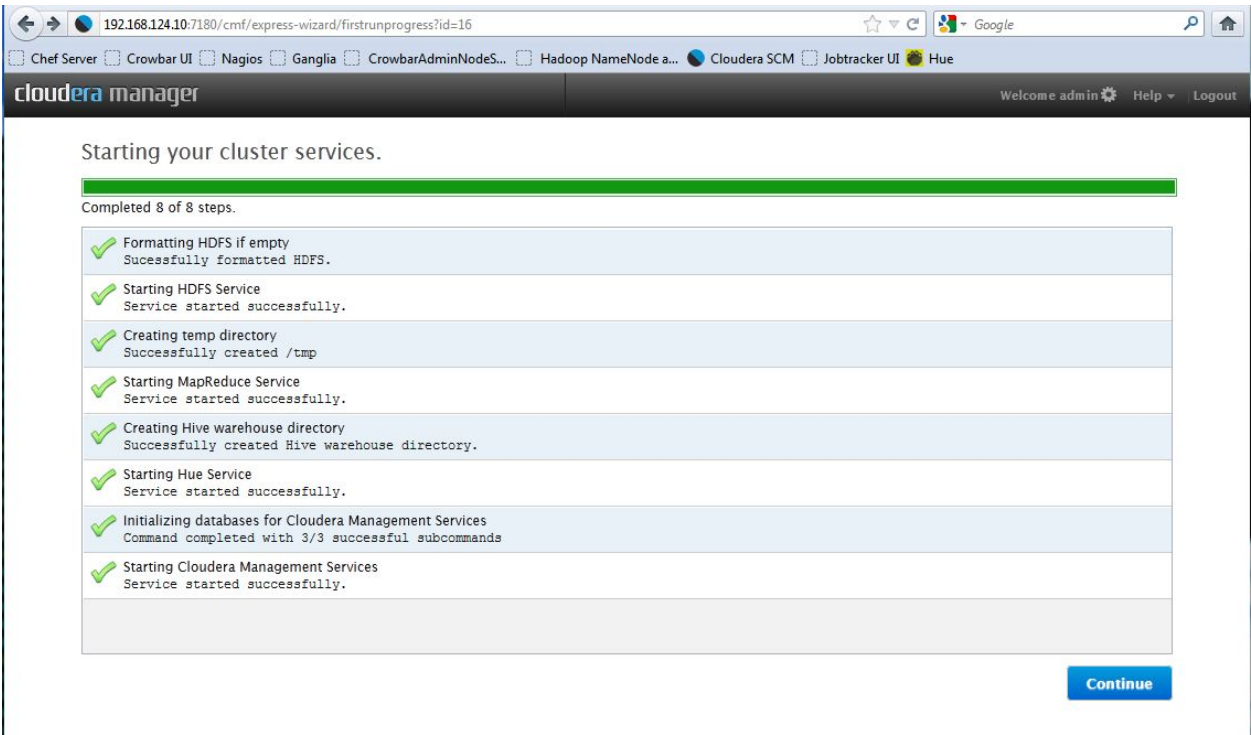 192.168.124.10:7180/cmf/express-wizard/firstrunprogress?id=16 Google
Chef Server Crowbar UI Nagios Ganglia CrowbarAdminNodeS... Hadoop NameNode a... Cloudera SCM Jobtracker UI Hue
cloudera manager Welcome admin Help Logout
Starting your cluster services.
Completed 8 of 8 steps.
Formatting HDFS if empty
Sucessfully formatted HDFS.
Starting HDFS Service
Service started successfully.
Creating temp directory
Successfully created /tmp
Starting MapReduce Service
Service started successfully.
Creating Hive warehouse directory
Successfully created Hive warehouse directory.
Starting Hue Service
Service started successfully.
Initializing databases for Cloudera Management Services
Command completed with 3/3 successful subcommands
Starting Cloudera Management Services
Service started successfully.
Continue